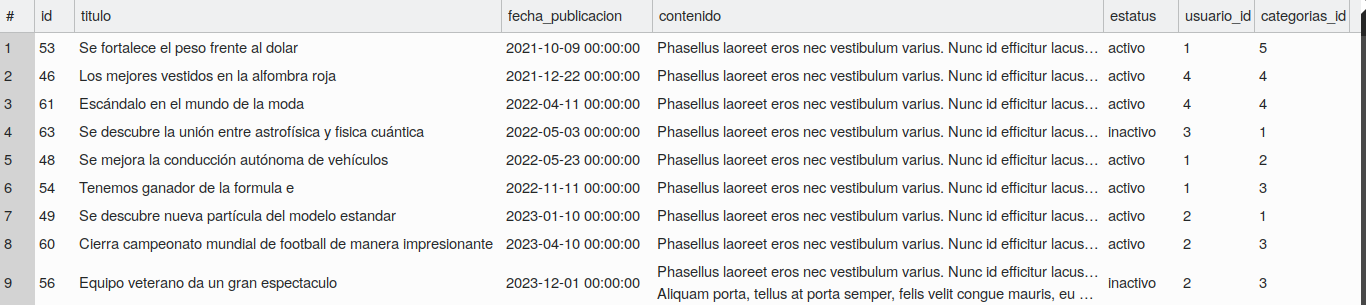 # id titulo fecha_publicacion contenido estatus usuario_id categorias_id
1 53 Se fortalece el peso frente al dolar 2021-10-09 00:00:00 Phasellus laoreet eros nec vestibulum varius. Nunc id efficitur lacus… activo 1 5
2 46 Los mejores vestidos en la alfombra roja 2021-12-22 00:00:00 Phasellus laoreet eros nec vestibulum varius. Nunc id efficitur lacus… activo 4 4
3 61 Escándalo en el mundo de la moda 2022-04-11 00:00:00 Phasellus laoreet eros nec vestibulum varius. Nunc id efficitur lacus… activo 4 4
4 63 Se descubre la unión entre astrofísica y fisica cuántica 2022-05-03 00:00:00 Phasellus laoreet eros nec vestibulum varius. Nunc id efficitur lacus… inactivo 3 1
5 48 Se mejora la conducción autónoma de vehículos 2022-05-23 00:00:00 Phasellus laoreet eros nec vestibulum varius. Nunc id efficitur lacus… activo 1 2
6 54 Tenemos ganador de la formula e 2022-11-11 00:00:00 Phasellus laoreet eros nec vestibulum varius. Nunc id efficitur lacus… activo 1 3
7 49 Se descubre nueva partícula del modelo estandar 2023-01-10 00:00:00 Phasellus laoreet eros nec vestibulum varius. Nunc id efficitur lacus… activo 2 1
8 60 Cierra campeonato mundial de football de manera impresionante 2023-04-10 00:00:00 Phasellus laoreet eros nec vestibulum varius. Nunc id efficitur lacus… activo 2 3
9 56 Equipo veterano da un gran espectaculo 2023-12-01 00:00:00 Phasellus laoreet eros nec vestibulum varius. Nunc id efficitur lacus… inactivo 2 3
Aliquam porta, tellus at porta semper, felis velit congue mauris, eu …